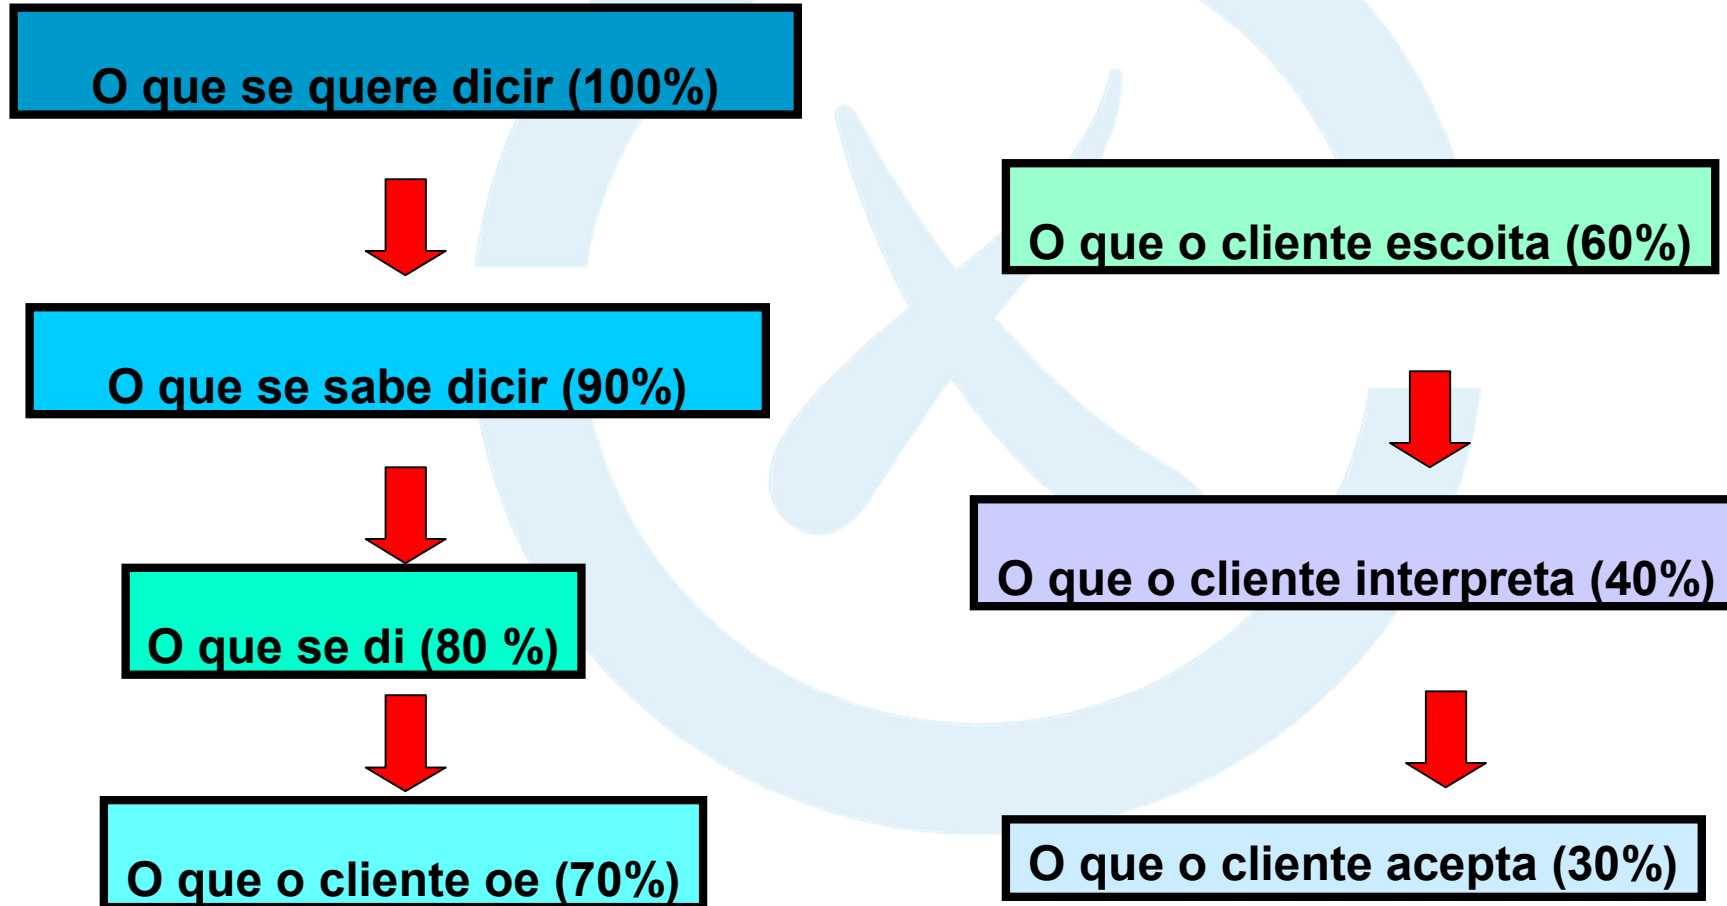 O que se quere dicir (100%)
O que se sabe dicir (90%)
O que se di (80 %)
O que o cliente oe (70%)
O que o cliente escoita (60%)
O que o cliente interpreta (40%)
O que o cliente acepta (30%)